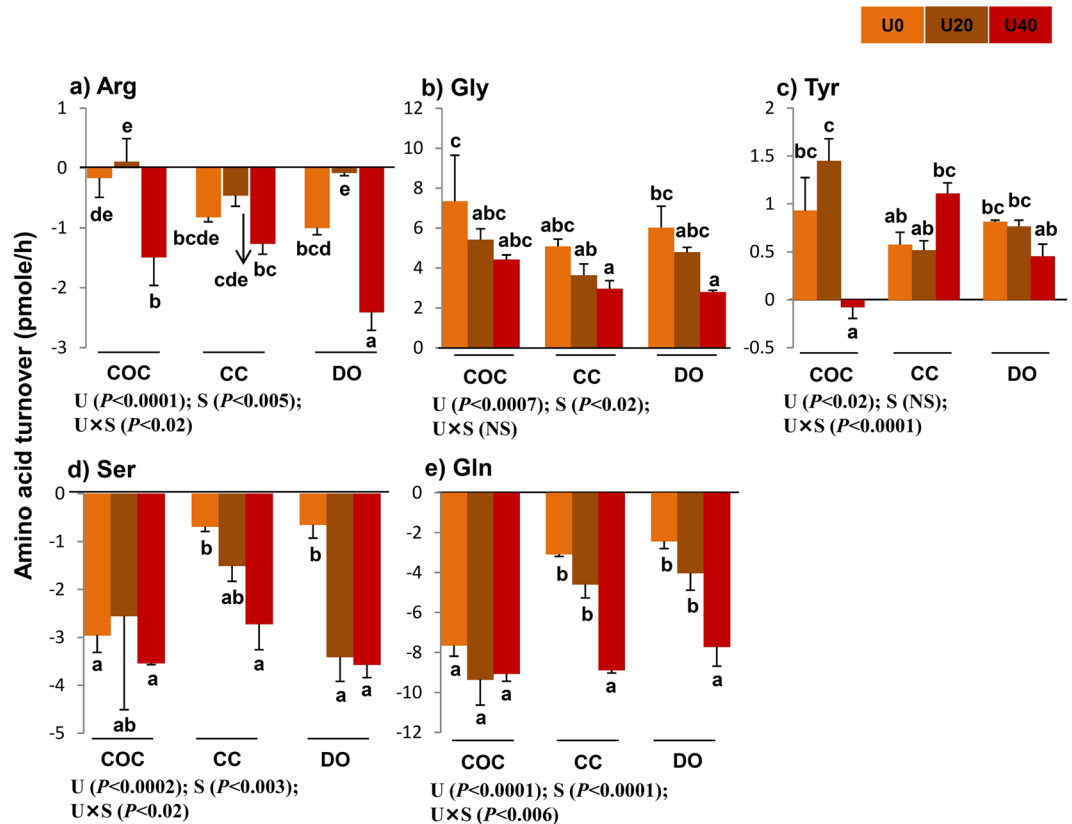 U0 U20 U40
a) Arg
b) Gly
c) Tyr
Amino acid turnover (pmole/h)
1
0
-1
-2
-3
de
e
b
bcde
cde
bc
bcd
e
a
COC CC DO
U (P<0.0001); S (P<0.005);
U×S (P<0.02)
12
10
8
6
4
2
0
c
abc
abc
abc
ab
a
bc
ab
a
COC CC DO
U (P<0.0007); S (P<0.02);
U×S (NS)
2
1.5
1
0.5
0
-0.5
bc
c
a
ab
ab
bc
bc
bc
ab
COC CC DO
U (P<0.02); S (NS);
U×S (P<0.0001)
d) Ser
0
-1
-2
-3
-4
-5
a
ab
a
b
ab
a
b
a
a
COC CC DO
U (P<0.0002); S (P<0.003);
U×S (P<0.02)
e) Gln
0
-2
-4
-6
-8
-10
-12
a
a
a
b
b
a
b
b
a
COC CC DO
U (P<0.0001); S (P<0.0001);
U×S (P<0.006)